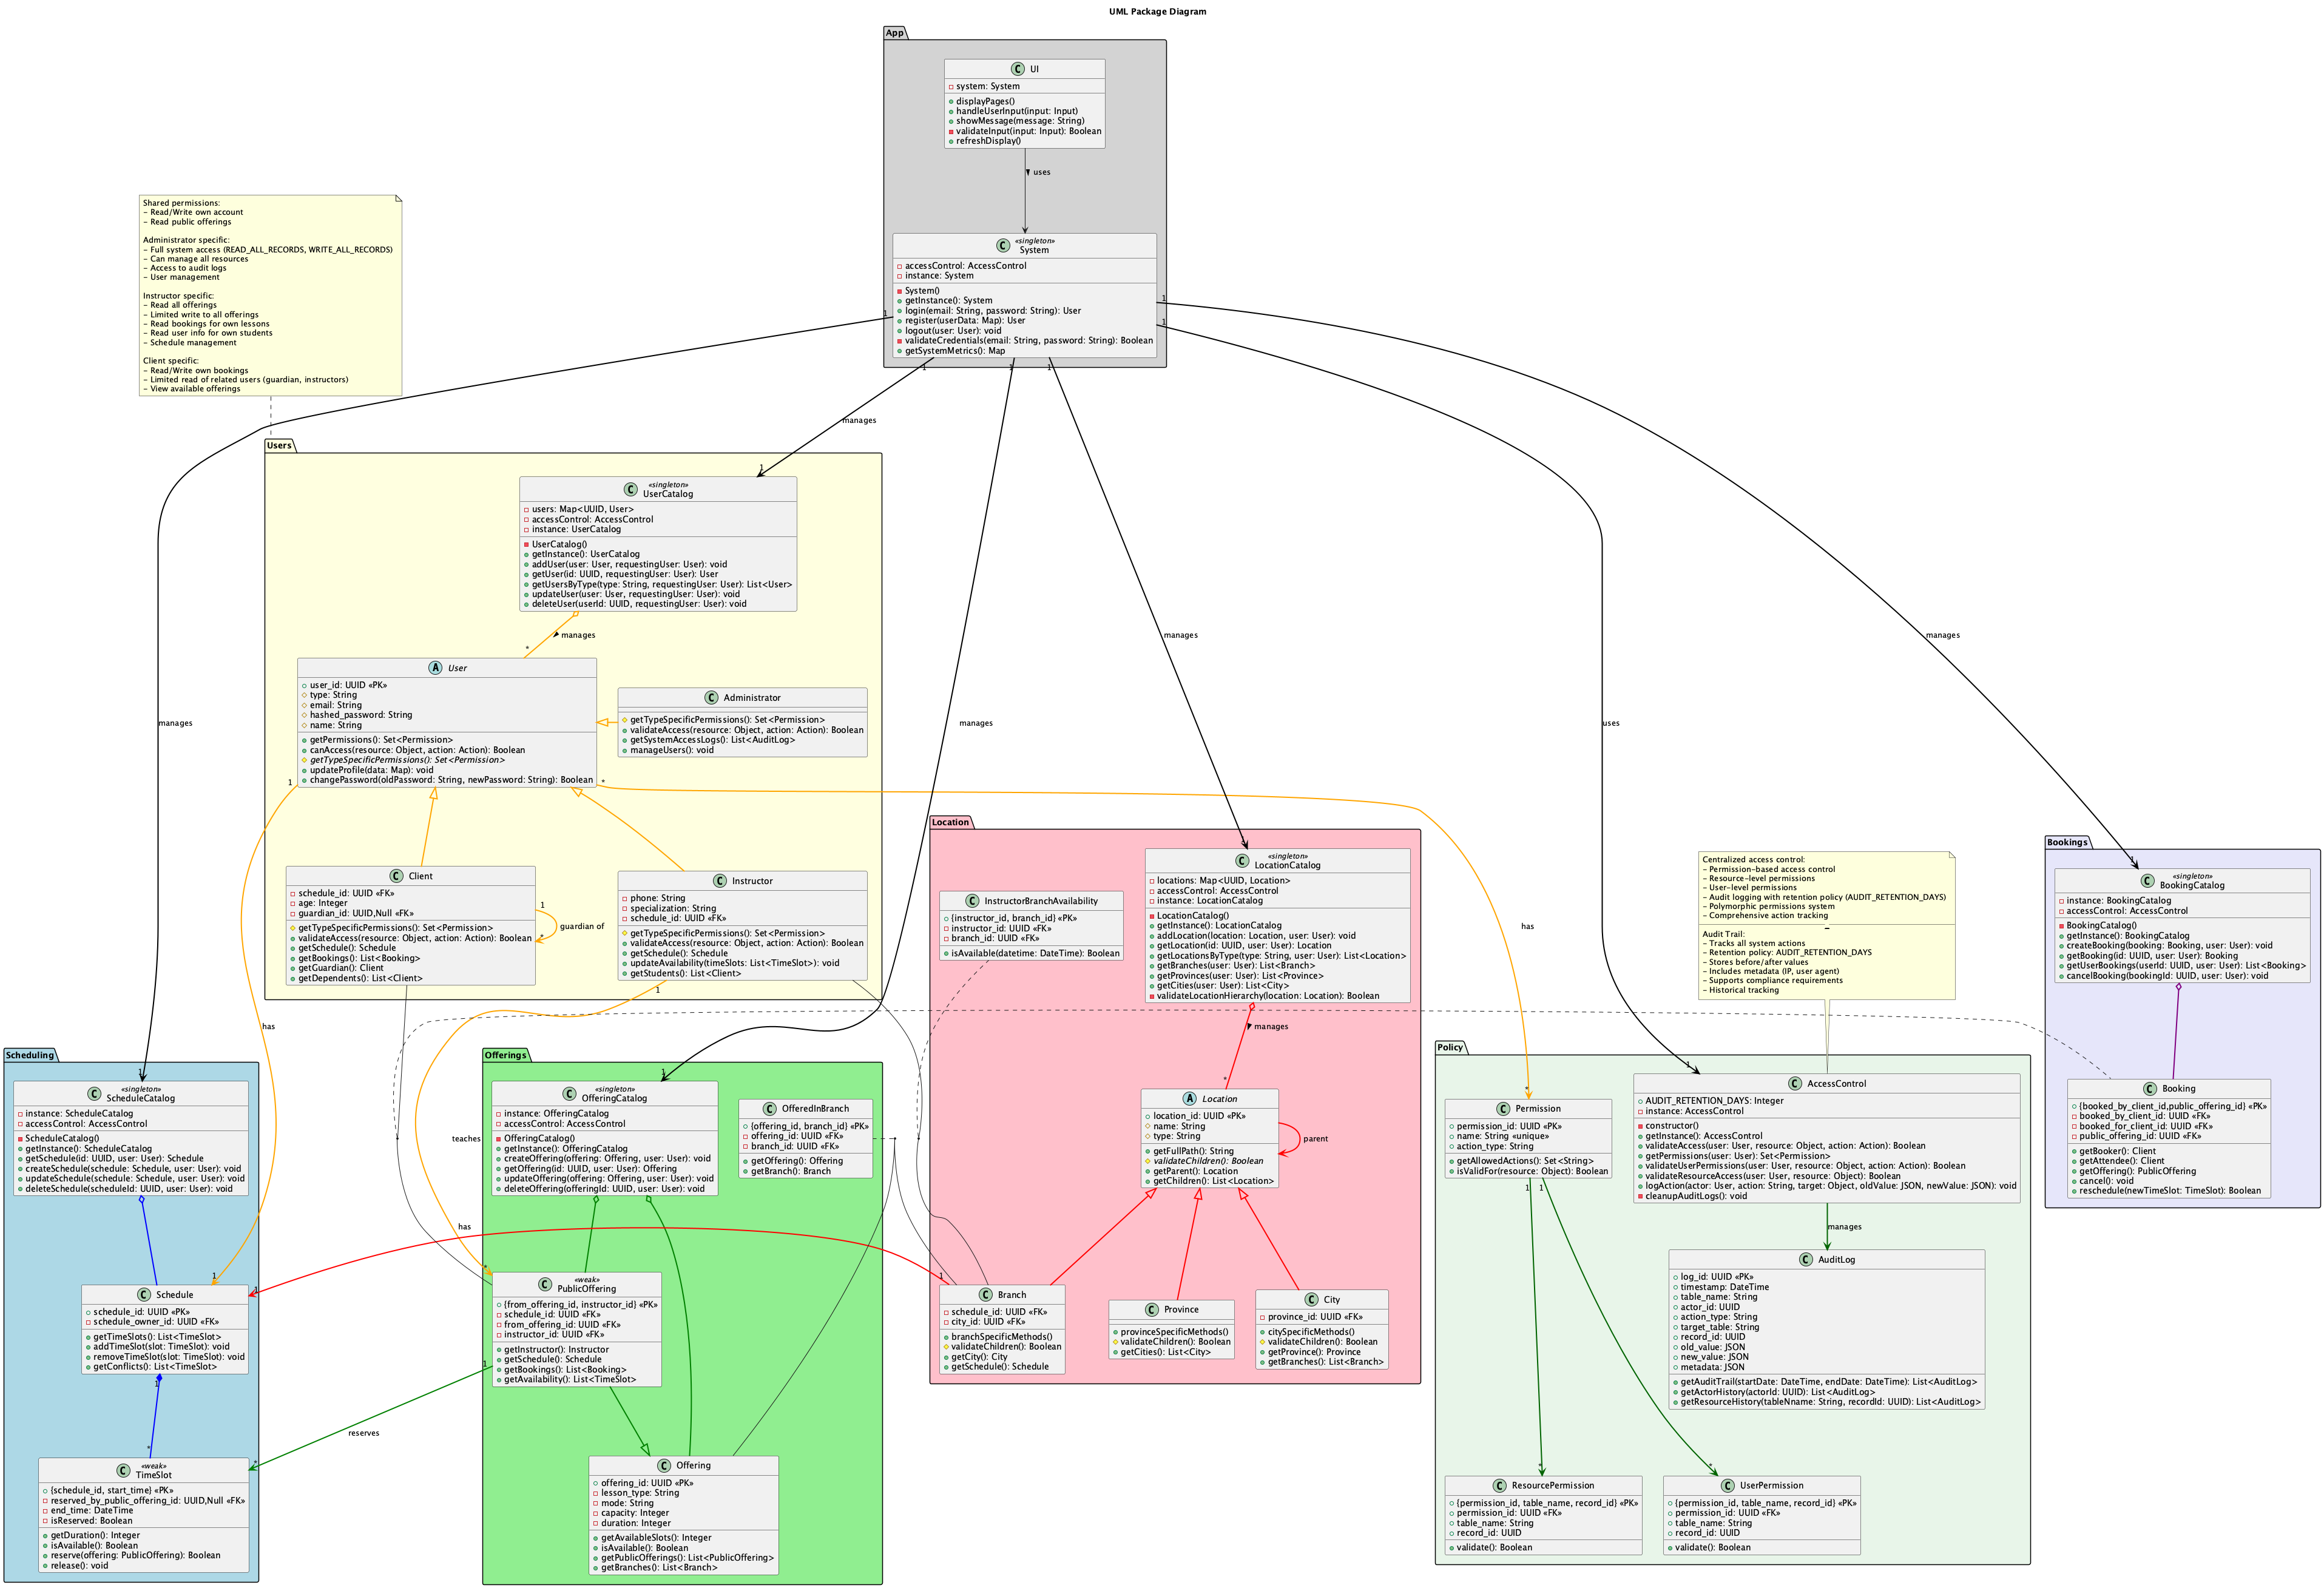 UML Package Diagram
App
UI
system: System
displayPages()
handleUserInput(input: Input)
showMessage(message: String)
validateInput(input: Input): Boolean
refreshDisplay()
uses
«singleton»
System
accessControl: AccessControl
instance: System
System()
getInstance(): System
login(email: String, password: String): User
register(userData: Map): User
logout(user: User): void
validateCredentials(email: String, password: String): Boolean
getSystemMetrics(): Map
1
1
1
1
1
1
Shared permissions:
- Read/Write own account
- Read public offerings
Administrator specific:
- Full system access (READ_ALL_RECORDS, WRITE_ALL_RECORDS)
- Can manage all resources
- Access to audit logs
- User management
Instructor specific:
- Read all offerings
- Limited write to all offerings
- Read bookings for own lessons
- Read user info for own students
- Schedule management
Client specific:
- Read/Write own bookings
- Limited read of related users (guardian, instructors)
- View available offerings
manages
manages
manages
manages
manages
uses
Users
1
«singleton»
UserCatalog
users: Map<UUID, User>
accessControl: AccessControl
instance: UserCatalog
UserCatalog()
getInstance(): UserCatalog
addUser(user: User, requestingUser: User): void
getUser(id: UUID, requestingUser: User): User
getUsersByType(type: String, requestingUser: User): List<User>
updateUser(user: User, requestingUser: User): void
deleteUser(userId: UUID, requestingUser: User): void
manages
*
User
user_id: UUID «PK»
type: String
email: String
hashed_password: String
name: String
getPermissions(): Set<Permission>
canAccess(resource: Object, action: Action): Boolean
getTypeSpecificPermissions(): Set<Permission>
updateProfile(data: Map): void
changePassword(oldPassword: String, newPassword: String): Boolean
1
*
Administrator
getTypeSpecificPermissions(): Set<Permission>
validateAccess(resource: Object, action: Action): Boolean
getSystemAccessLogs(): List<AuditLog>
manageUsers(): void
Client
schedule_id: UUID «FK»
age: Integer
guardian_id: UUID,Null «FK»
getTypeSpecificPermissions(): Set<Permission>
validateAccess(resource: Object, action: Action): Boolean
getSchedule(): Schedule
getBookings(): List<Booking>
getGuardian(): Client
getDependents(): List<Client>
1
*
guardian of
Instructor
phone: String
specialization: String
schedule_id: UUID «FK»
getTypeSpecificPermissions(): Set<Permission>
validateAccess(resource: Object, action: Action): Boolean
getSchedule(): Schedule
updateAvailability(timeSlots: List<TimeSlot>): void
getStudents(): List<Client>
1
has
has
has
teaches
Location
InstructorBranchAvailability
{instructor_id, branch_id} «PK»
instructor_id: UUID «FK»
branch_id: UUID «FK»
isAvailable(datetime: DateTime): Boolean
1
«singleton»
LocationCatalog
locations: Map<UUID, Location>
accessControl: AccessControl
instance: LocationCatalog
LocationCatalog()
getInstance(): LocationCatalog
addLocation(location: Location, user: User): void
getLocation(id: UUID, user: User): Location
getLocationsByType(type: String, user: User): List<Location>
getBranches(user: User): List<Branch>
getProvinces(user: User): List<Province>
getCities(user: User): List<City>
validateLocationHierarchy(location: Location): Boolean
manages
*
Location
location_id: UUID «PK»
name: String
type: String
getFullPath(): String
validateChildren(): Boolean
getParent(): Location
getChildren(): List<Location>
parent
Branch
schedule_id: UUID «FK»
city_id: UUID «FK»
branchSpecificMethods()
validateChildren(): Boolean
getCity(): City
getSchedule(): Schedule
1
Province
provinceSpecificMethods()
validateChildren(): Boolean
getCities(): List<City>
City
province_id: UUID «FK»
citySpecificMethods()
validateChildren(): Boolean
getProvince(): Province
getBranches(): List<Branch>
Centralized access control:
- Permission-based access control
- Resource-level permissions
- User-level permissions
- Audit logging with retention policy (AUDIT_RETENTION_DAYS)
- Polymorphic permissions system
- Comprehensive action tracking
-
Audit Trail:
- Tracks all system actions
- Retention policy: AUDIT_RETENTION_DAYS
- Stores before/after values
- Includes metadata (IP, user agent)
- Supports compliance requirements
- Historical tracking
Bookings
1
«singleton»
BookingCatalog
instance: BookingCatalog
accessControl: AccessControl
BookingCatalog()
getInstance(): BookingCatalog
createBooking(booking: Booking, user: User): void
getBooking(id: UUID, user: User): Booking
getUserBookings(userId: UUID, user: User): List<Booking>
cancelBooking(bookingId: UUID, user: User): void
Booking
{booked_by_client_id,public_offering_id} «PK»
booked_by_client_id: UUID «FK»
booked_for_client_id: UUID «FK»
public_offering_id: UUID «FK»
getBooker(): Client
getAttendee(): Client
getOffering(): PublicOffering
cancel(): void
reschedule(newTimeSlot: TimeSlot): Boolean
Scheduling
1
«singleton»
ScheduleCatalog
instance: ScheduleCatalog
accessControl: AccessControl
ScheduleCatalog()
getInstance(): ScheduleCatalog
getSchedule(id: UUID, user: User): Schedule
createSchedule(schedule: Schedule, user: User): void
updateSchedule(schedule: Schedule, user: User): void
deleteSchedule(scheduleId: UUID, user: User): void
1
1
Schedule
schedule_id: UUID «PK»
schedule_owner_id: UUID «FK»
getTimeSlots(): List<TimeSlot>
addTimeSlot(slot: TimeSlot): void
removeTimeSlot(slot: TimeSlot): void
getConflicts(): List<TimeSlot>
1
*
*
«weak»
TimeSlot
{schedule_id, start_time} «PK»
reserved_by_public_offering_id: UUID,Null «FK»
end_time: DateTime
isReserved: Boolean
getDuration(): Integer
isAvailable(): Boolean
reserve(offering: PublicOffering): Boolean
release(): void
reserves
Offerings
1
«singleton»
OfferingCatalog
instance: OfferingCatalog
accessControl: AccessControl
OfferingCatalog()
getInstance(): OfferingCatalog
createOffering(offering: Offering, user: User): void
getOffering(id: UUID, user: User): Offering
updateOffering(offering: Offering, user: User): void
deleteOffering(offeringId: UUID, user: User): void
OfferedInBranch
{offering_id, branch_id} «PK»
offering_id: UUID «FK»
branch_id: UUID «FK»
getOffering(): Offering
getBranch(): Branch
*
«weak»
PublicOffering
{from_offering_id, instructor_id} «PK»
schedule_id: UUID «FK»
from_offering_id: UUID «FK»
instructor_id: UUID «FK»
getInstructor(): Instructor
getSchedule(): Schedule
getBookings(): List<Booking>
getAvailability(): List<TimeSlot>
1
Offering
offering_id: UUID «PK»
lesson_type: String
mode: String
capacity: Integer
duration: Integer
getAvailableSlots(): Integer
isAvailable(): Boolean
getPublicOfferings(): List<PublicOffering>
getBranches(): List<Branch>
Policy
*
Permission
permission_id: UUID «PK»
name: String «unique»
action_type: String
getAllowedActions(): Set<String>
isValidFor(resource: Object): Boolean
1
1
1
AccessControl
AUDIT_RETENTION_DAYS: Integer
instance: AccessControl
constructor()
getInstance(): AccessControl
validateAccess(user: User, resource: Object, action: Action): Boolean
getPermissions(user: User): Set<Permission>
validateUserPermissions(user: User, resource: Object, action: Action): Boolean
validateResourceAccess(user: User, resource: Object): Boolean
logAction(actor: User, action: String, target: Object, oldValue: JSON, newValue: JSON): void
cleanupAuditLogs(): void
manages
AuditLog
log_id: UUID «PK»
timestamp: DateTime
table_name: String
actor_id: UUID
action_type: String
target_table: String
record_id: UUID
old_value: JSON
new_value: JSON
metadata: JSON
getAuditTrail(startDate: DateTime, endDate: DateTime): List<AuditLog>
getActorHistory(actorId: UUID): List<AuditLog>
getResourceHistory(tableNname: String, recordId: UUID): List<AuditLog>
*
ResourcePermission
{permission_id, table_name, record_id} «PK»
permission_id: UUID «FK»
table_name: String
record_id: UUID
validate(): Boolean
*
UserPermission
{permission_id, table_name, record_id} «PK»
permission_id: UUID «FK»
table_name: String
record_id: UUID
validate(): Boolean